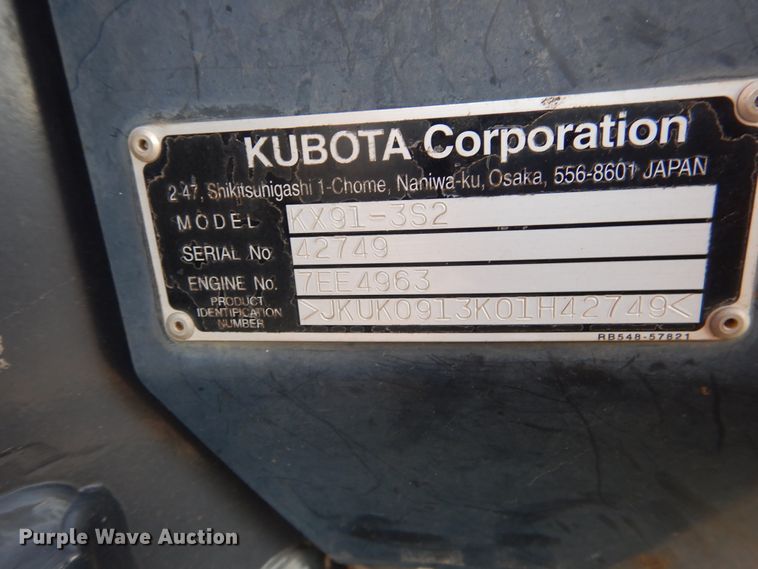 KUBOTA Corporation
2-47, Shikitsuhigashi 1-Chome, Naniwa-ku, Osaka, 556-8601 JAPAN
MODEL KX91-3S2
SERIAL No 42749
ENGINE No. 7EE4963
PRODUCT IDENTIFICATION NUMBER >JKUK0913K01H42749<
RB548-57821
Purple Wave Auction